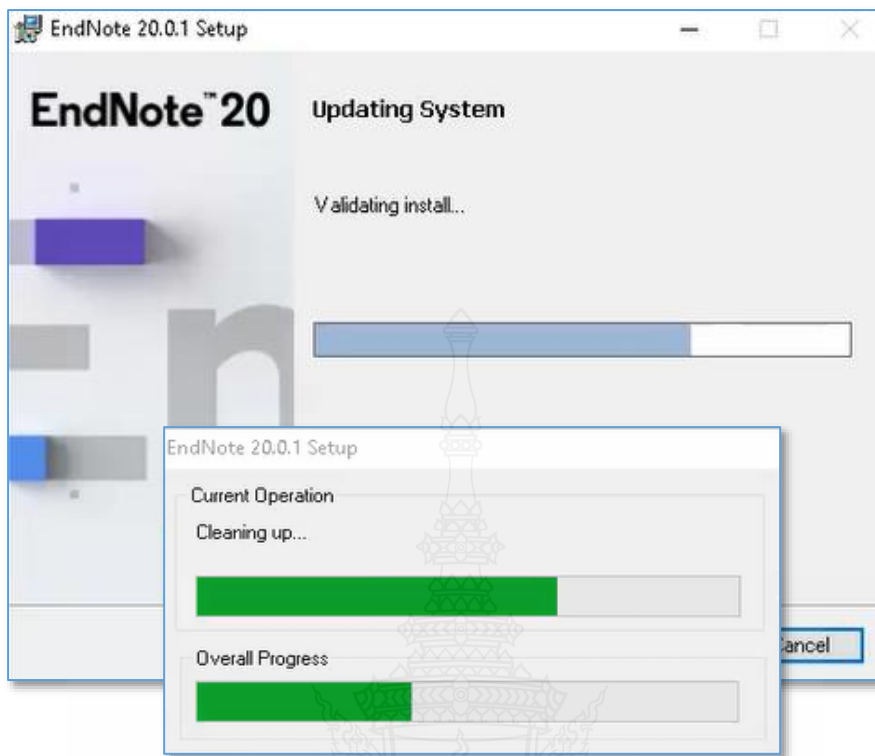 EndNote 20.0.1 Setup
EndNote™20
Updating System
Validating install...
EndNote 20.0.1 Setup
Current Operation
Cleaning up...
Overall Progress
Cancel